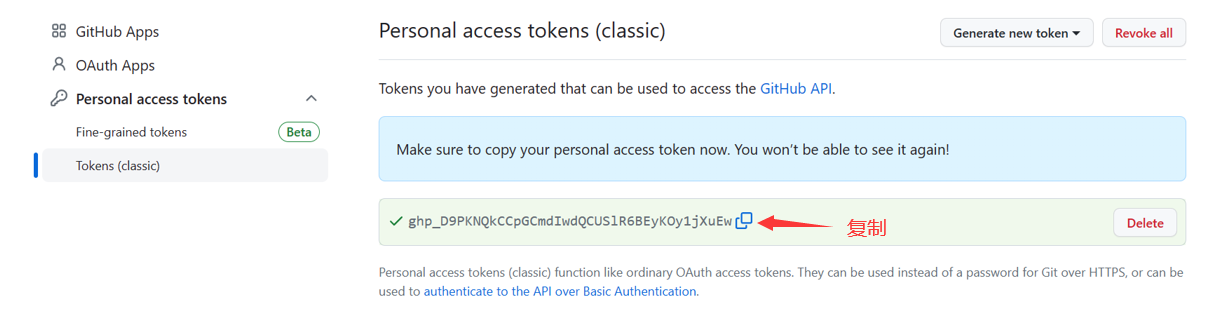 GitHub Apps
OAuth Apps
Personal access tokens
Fine-grained tokens Beta
Tokens (classic)
Personal access tokens (classic)
Generate new token
Revoke all
Tokens you have generated that can be used to access the GitHub API.
Make sure to copy your personal access token now. You won't be able to see it again!
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
复制
Delete
Personal access tokens (classic) function like ordinary OAuth access tokens. They can be used instead of a password for Git over HTTPS, or can be
used to authenticate to the API over Basic Authentication.